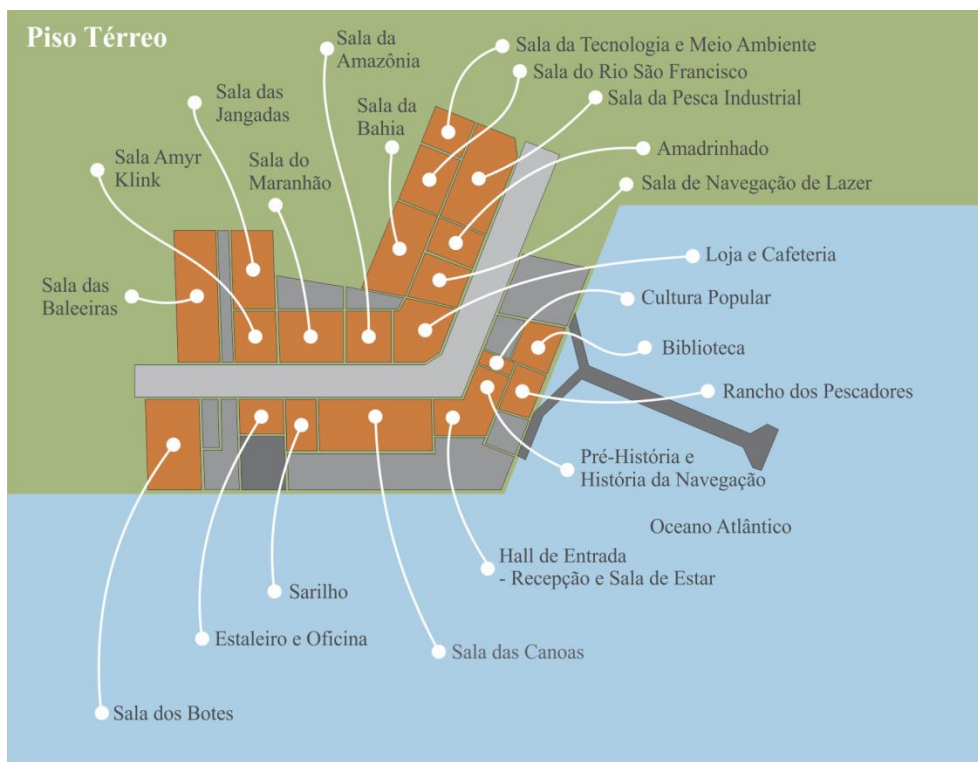 Piso Térreo
Sala da
Amazônia
Sala da Tecnologia e Meio Ambiente
Sala do Rio São Francisco
Sala da Pesca Industrial
Sala das
Jangadas
Sala da
Bahia
Sala Amyr
Klink
Sala do
Maranhão
Amadrinhado
Sala de Navegação de Lazer
Loja e Cafeteria
Sala das
Baleeiras
Cultura Popular
Biblioteca
Rancho dos Pescadores
Pré-História e
História da Navegação
Oceano Atlântico
Hall de Entrada
- Recepção e Sala de Estar
Sarilho
Estaleiro e Oficina
Sala das Canoas
Sala dos Botes